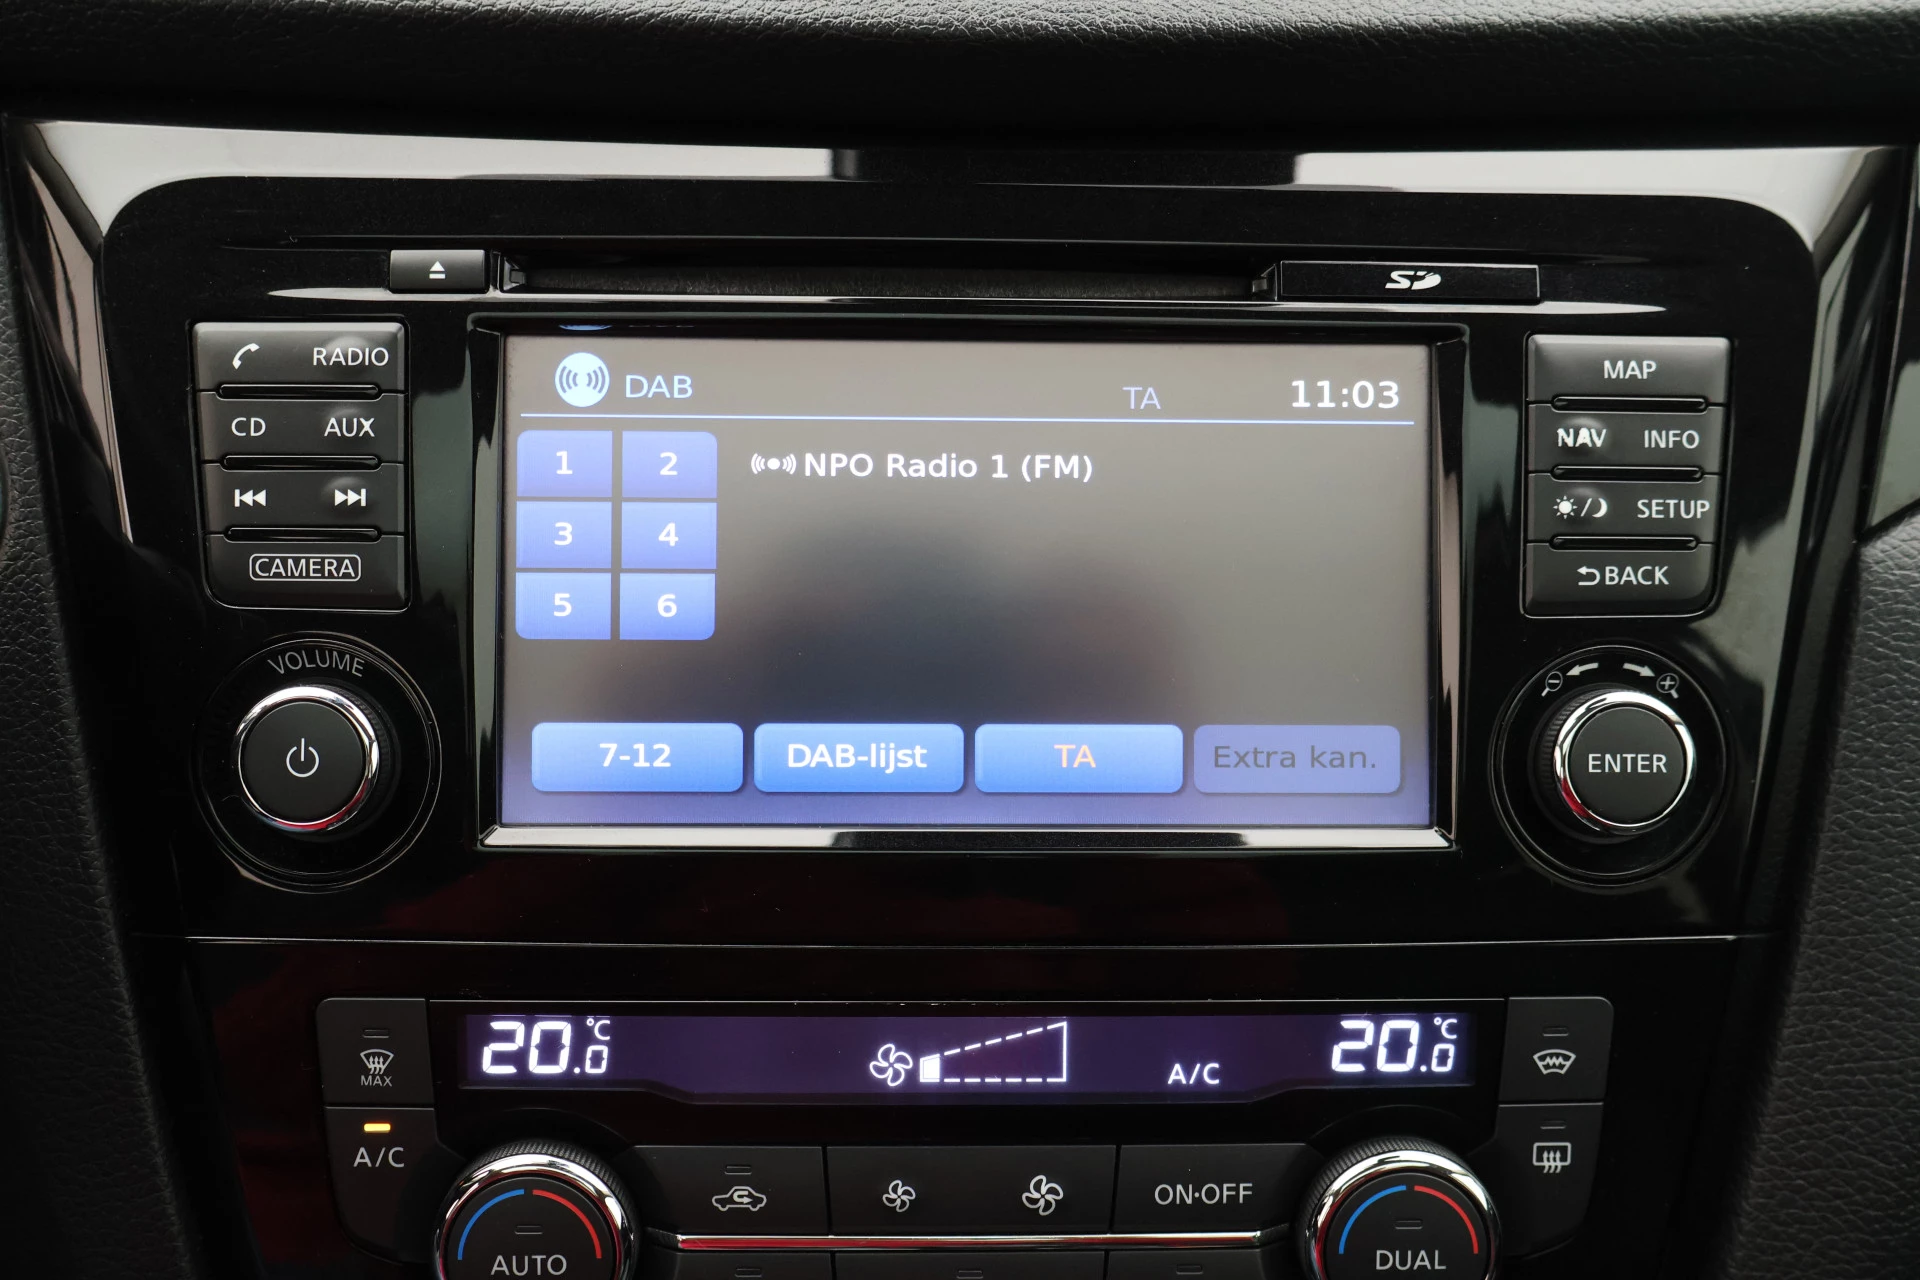 SD
RADIO
CD AUX
CAMERA
VOLUME
DAB TA 11:03
1 2 NPO Radio 1 (FM)
3 4
5 6
7-12 DAB-lijst TA Extra kan.
MAP
NAV INFO
SETUP
BACK
ENTER
20.0 °C A/C 20.0 °C
MAX
A/C
AUTO
ON·OFF
DUAL